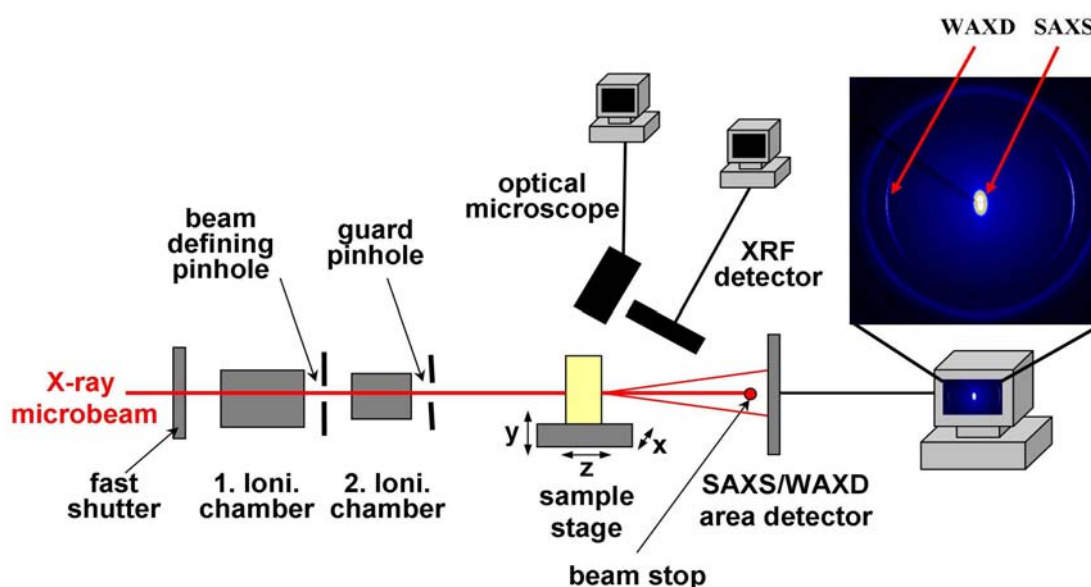 WAXD SAXS
optical
microscope
XRF
detector
beam
defining
pinhole
guard
pinhole
X-ray
microbeam
y
x
z
fast
shutter
1. Ioni.
chamber
2. Ioni.
chamber
sample
stage
SAXS/WAXD
area detector
beam stop